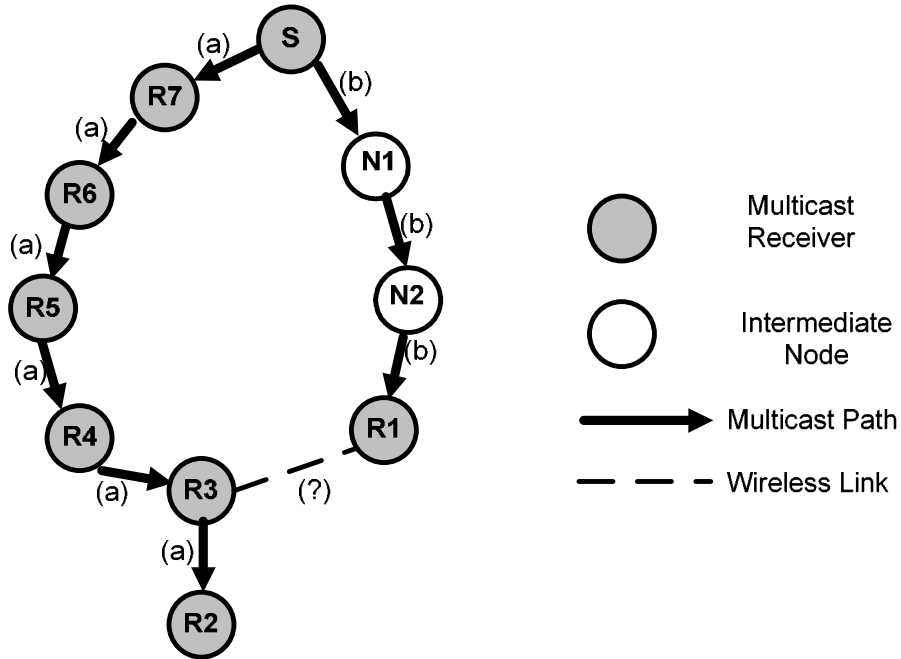 S
(a)
(b)
R7
(a)
N1
R6
(a)
(b)
R5
N2
(a)
(b)
R4
R1
(a)
R3
(?)
(a)
R2
Multicast
Receiver
Intermediate
Node
Multicast Path
Wireless Link